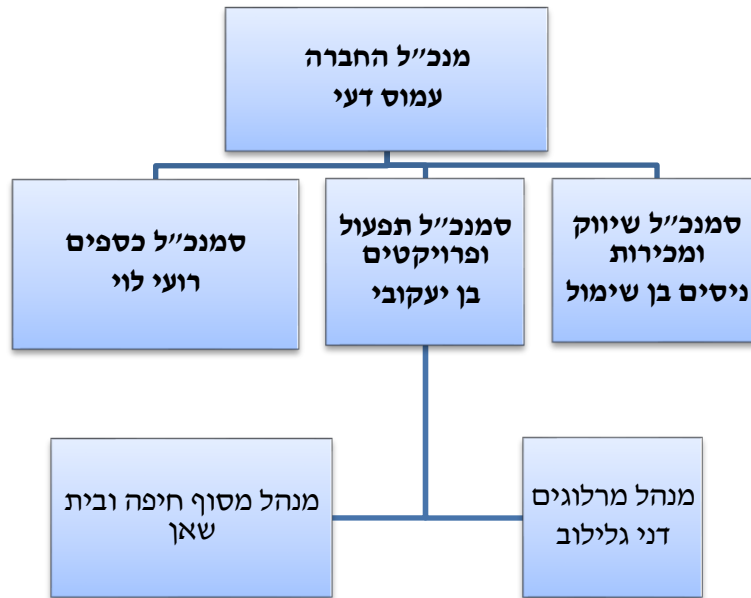 מנכ״ל החברה
עמוס דעי
סמנכ״ל שיווק
ומכירות
ניסים בן שימול
סמנכ״ל תפעול
ופרויקטים
בן יעקובי
סמנכ״ל כספים
רועי לוי
מנהל מרלוגים
דני גלילוב
מנהל מסוף חיפה ובית
שאן